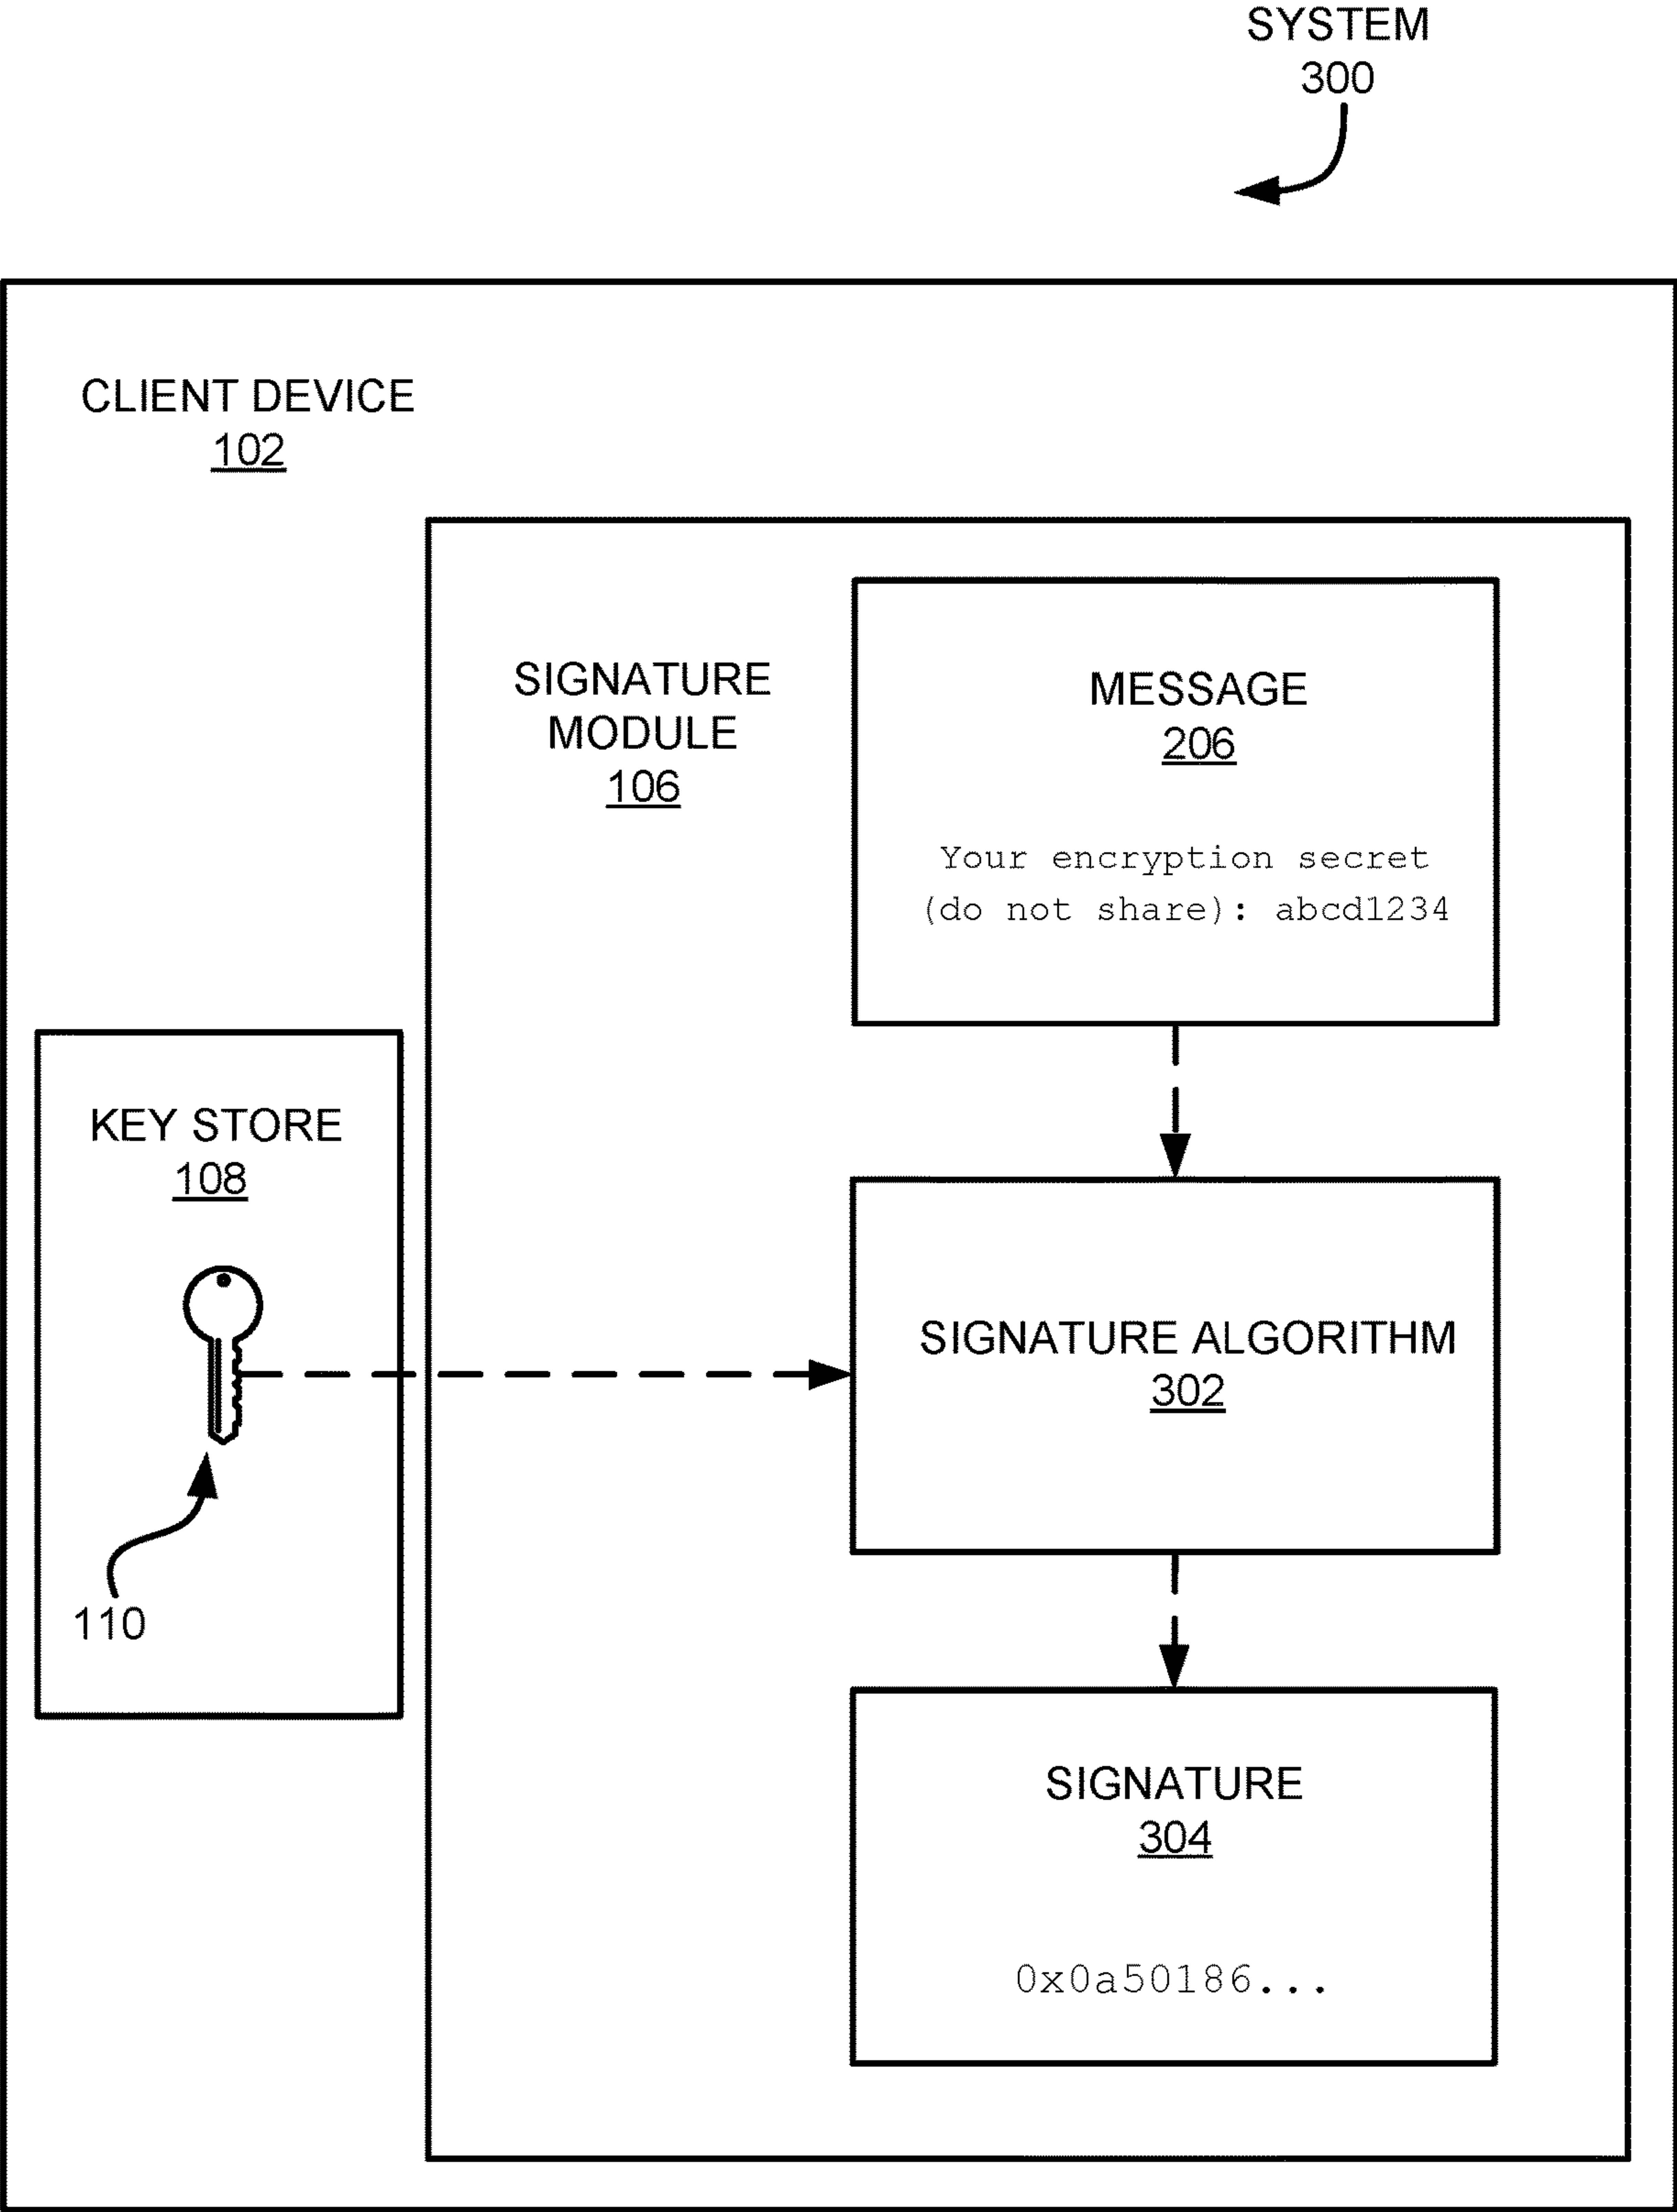 SYSTEM
300
CLIENT DEVICE
102
SIGNATURE
MODULE
106
MESSAGE
206
Your encryption secret
(do not share): abcd1234
KEY STORE
108
110
SIGNATURE ALGORITHM
302
SIGNATURE
304
0x0a50186...